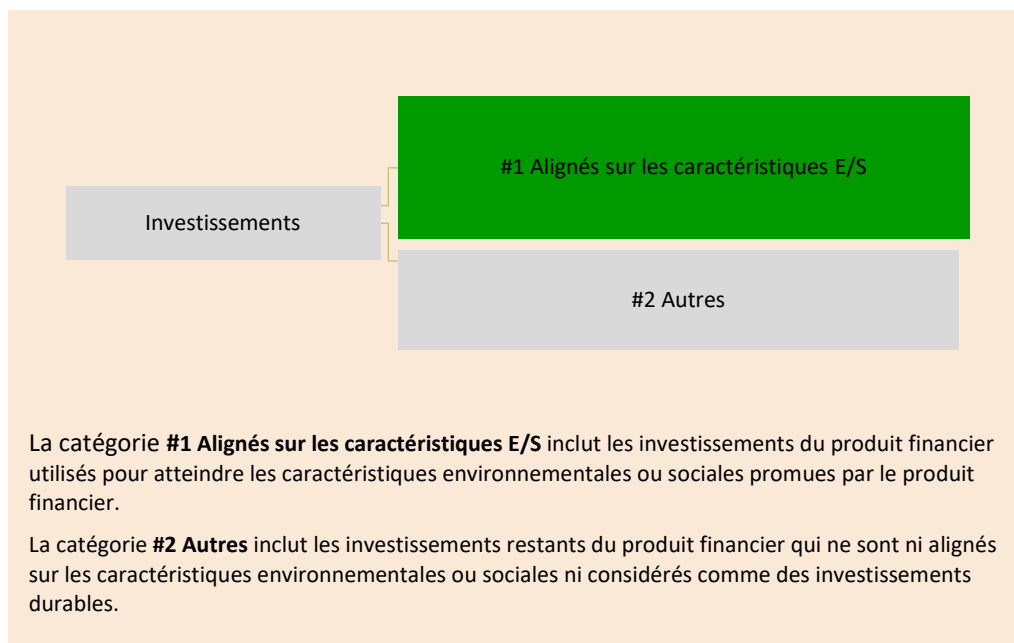 #1 Alignés sur les caractéristiques E/S
Investissements
#2 Autres
La catégorie #1 Alignés sur les caractéristiques E/S inclut les investissements du produit financier
utilisés pour atteindre les caractéristiques environnementales ou sociales promues par le produit
financier.
La catégorie #2 Autres inclut les investissements restants du produit financier qui ne sont ni alignés
sur les caractéristiques environnementales ou sociales ni considérés comme des investissements
durables.